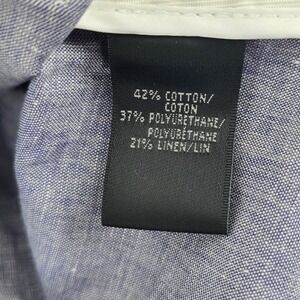 42% COTTON/
COTON
37% POLYURETHANE/
POLYURÉTHANE
21% LINEN/LIN